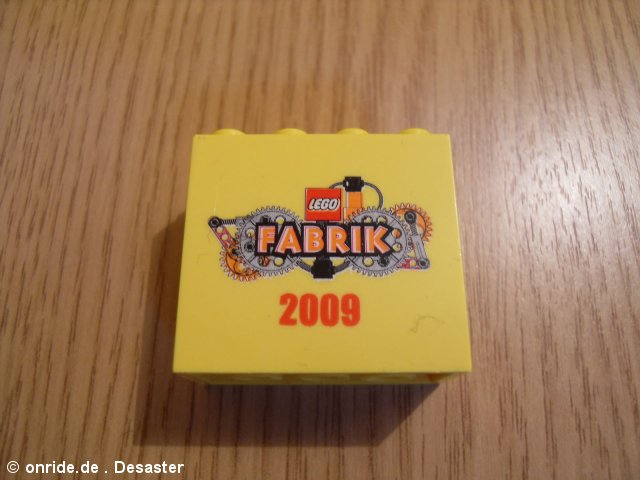 LEGO
FABRIK
2009
© onride.de . Desaster